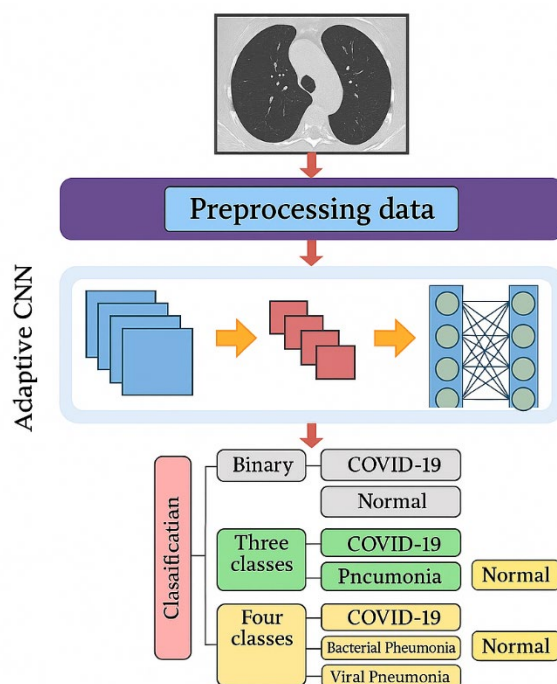 Preprocessing data
Adaptive CNN
Clasaificatian
Binary
COVID-19
Normal
Three
classes
COVID-19
Pncumonia
Normal
Four
classes
COVID-19
Bacterial Pheumonia
Normal
Viral Pneumonia